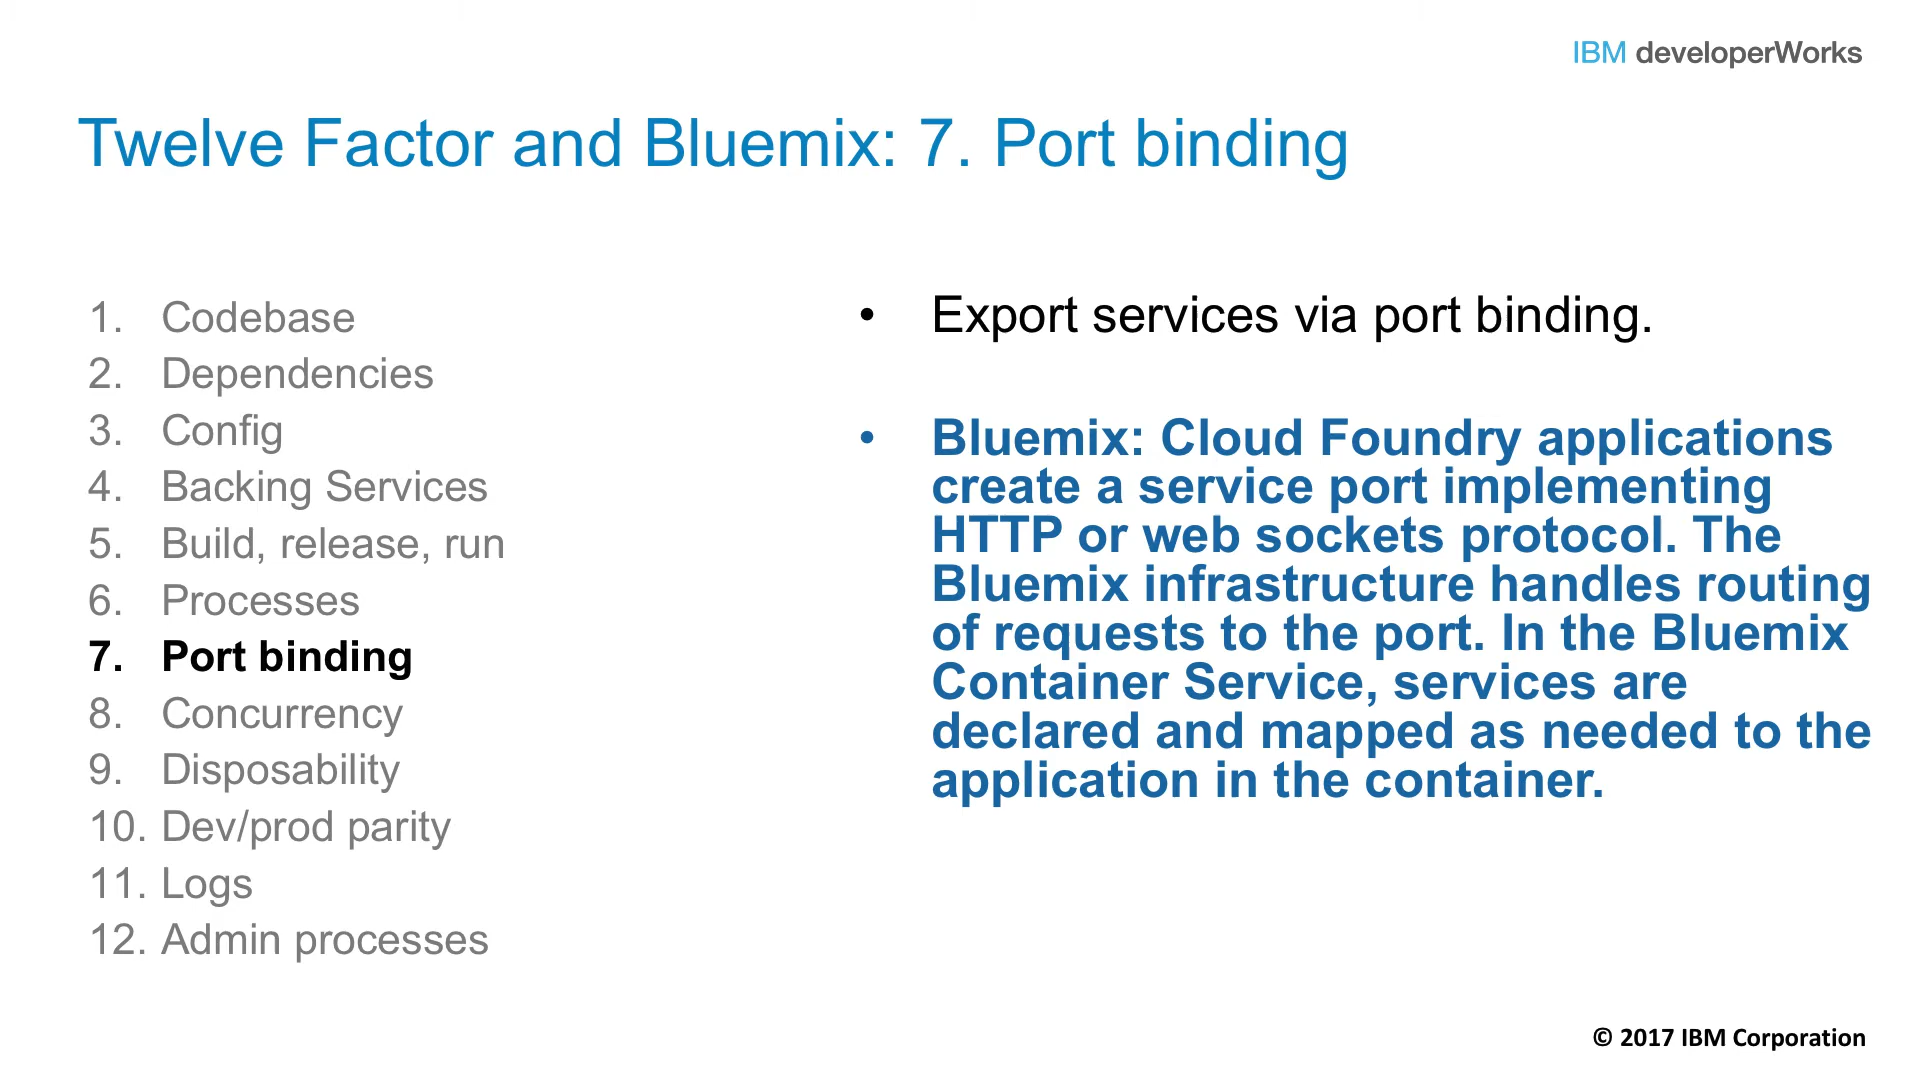 IBM developerWorks
Twelve Factor and Bluemix: 7. Port binding
1. Codebase
2. Dependencies
3. Config
4. Backing Services
5. Build, release, run
6. Processes
7. Port binding
8. Concurrency
9. Disposability
10. Dev/prod parity
11. Logs
12. Admin processes
• Export services via port binding.
• Bluemix: Cloud Foundry applications
create a service port implementing
HTTP or web sockets protocol. The
Bluemix infrastructure handles routing
of requests to the port. In the Bluemix
Container Service, services are
declared and mapped as needed to the
application in the container.
© 2017 IBM Corporation